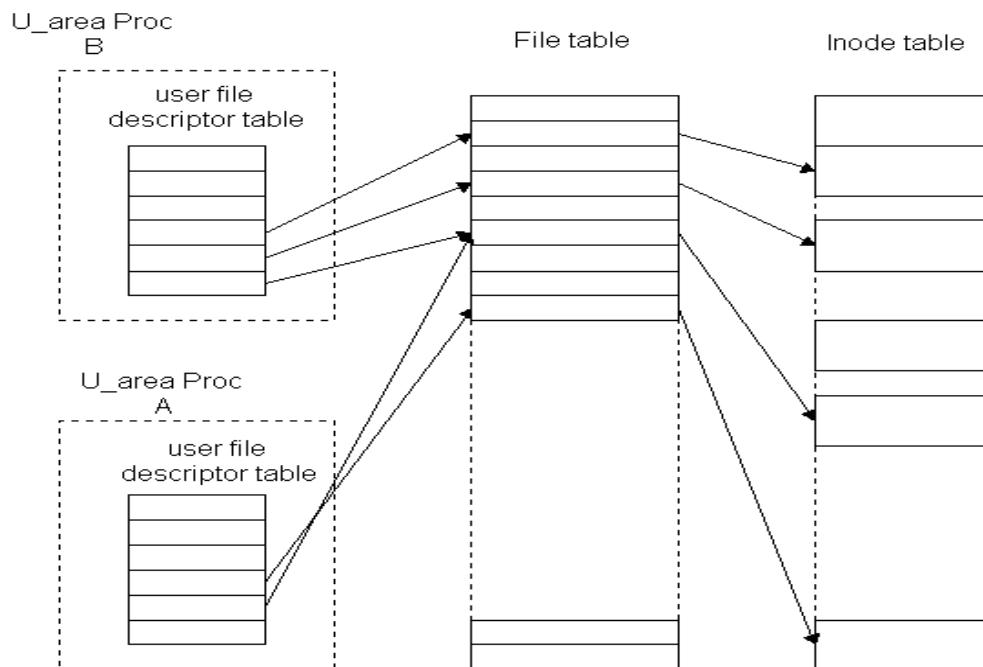 U_area Proc
B
File table
Inode table
user file
descriptor table
U_area Proc
A
user file
descriptor table